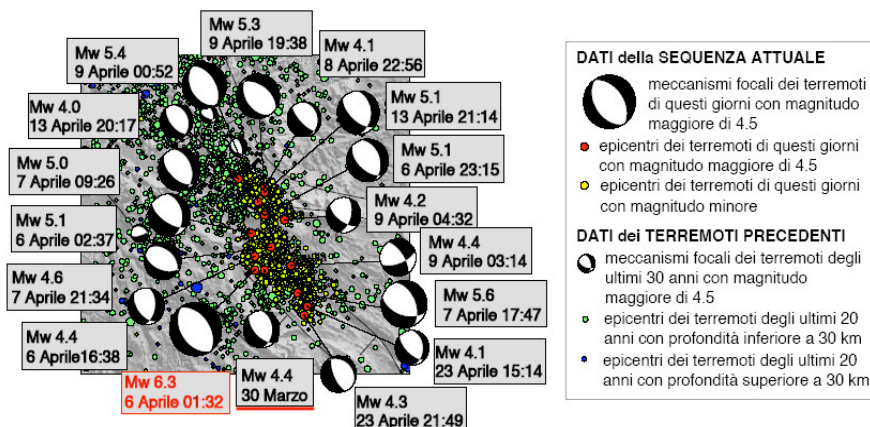 Mw 5.3
9 Aprile 19:38
Mw 4.1
8 Aprile 22:56
Mw 5.4
9 Aprile 00:52
Mw 5.1
13 Aprile 21:14
Mw 4.0
13 Aprile 20:17
Mw 5.1
6 Aprile 23:15
Mw 5.0
7 Aprile 09:26
Mw 4.2
9 Aprile 04:32
Mw 5.1
6 Aprile 02:37
Mw 4.4
9 Aprile 03:14
Mw 4.6
7 Aprile 21:34
Mw 5.6
7 Aprile 17:47
Mw 4.4
6 Aprile16:38
Mw 4.1
23 Aprile 15:14
Mw 6.3
6 Aprile 01:32
Mw 4.4
30 Marzo
Mw 4.3
23 Aprile 21:49
DATI della SEQUENZA ATTUALE
meccanismi focali dei terremoti
di questi giorni con magnitudo
maggiore di 4.5
epicentri dei terremoti di questi giorni
con magnitudo maggiore di 4.5
epicentri dei terremoti di questi giorni
con magnitudo minore
DATI dei TERREMOTI PRECEDENTI
meccanismi focali dei terremoti degli
ultimi 30 anni con magnitudo
maggiore di 4.5
epicentri dei terremoti degli ultimi 20
anni con profondità inferiore a 30 km
epicentri dei terremoti degli ultimi 20
anni con profondità superiore a 30 km